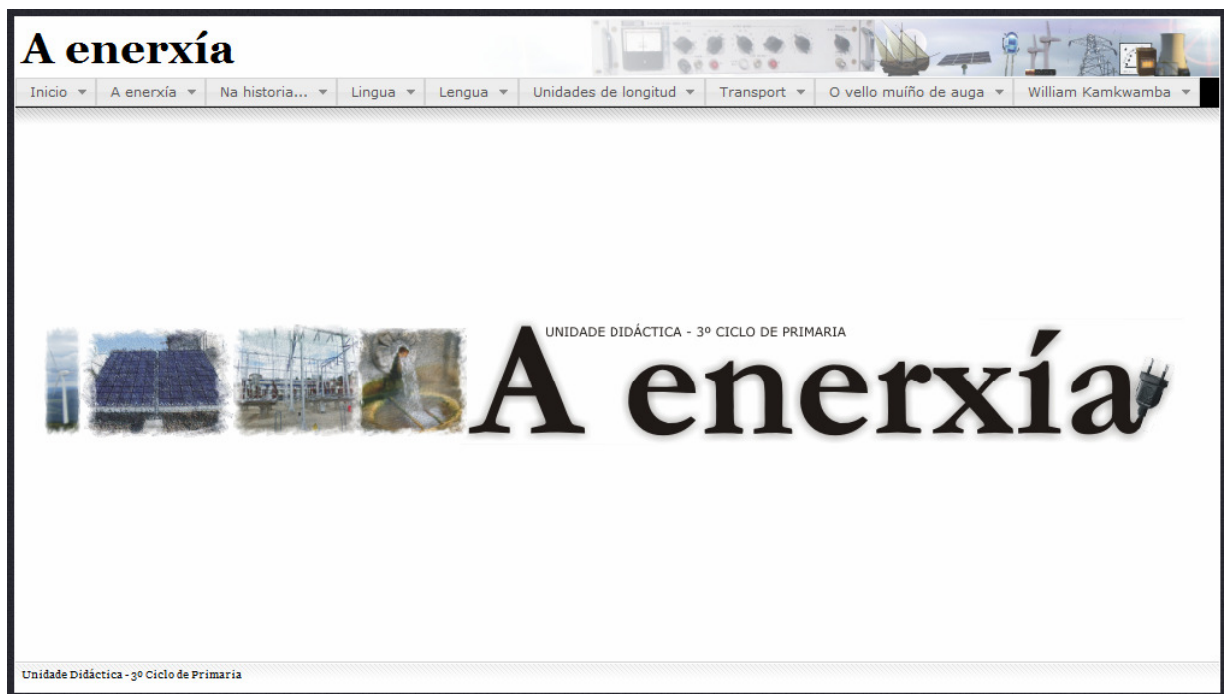 A enerxía
Inicio A enerxía Na historia... Lingua Lengua Unidades de longitud Transport O vello muíño de auga William Kamkwamba
UNIDADE DIDÁCTICA - 3º CICLO DE PRIMARIA
A enerxía
Unidade Didáctica - 3º Ciclo de Primaria